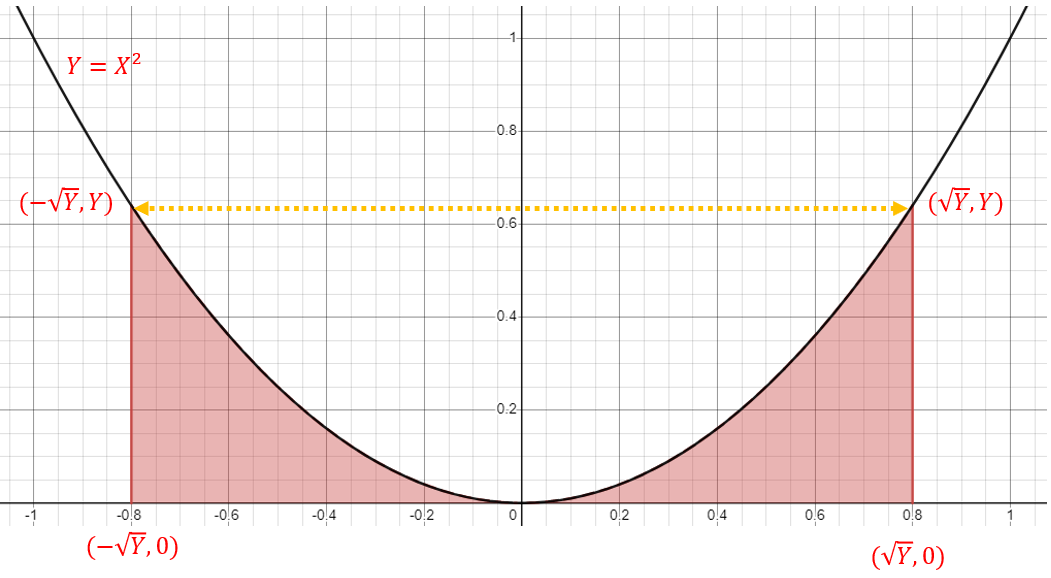 1
Y = X²
0.8
(−√Y, Y)
(√Y, Y)
0.6
0.4
0.2
-1 -0.8 -0.6 -0.4 -0.2 0 0.2 0.4 0.6 0.8 1
(−√Y, 0)
(√Y, 0)